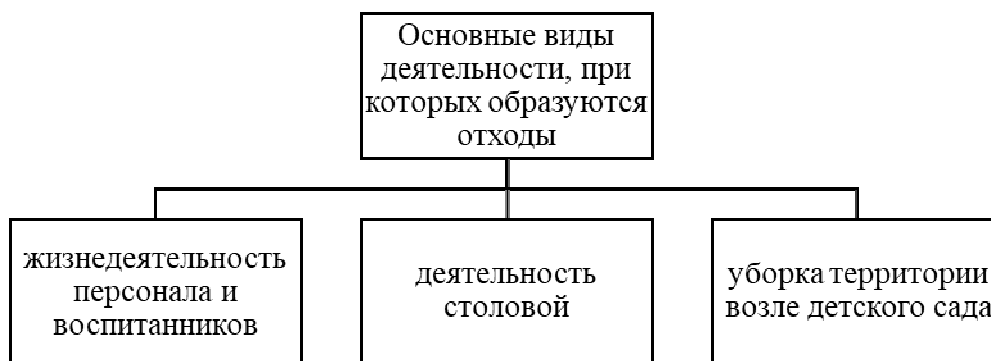 Основные виды
деятельности, при
которых образуются
отходы
жизнедеятельность
персонала и
воспитанников
деятельность
столовой
уборка территории
возле детского сада